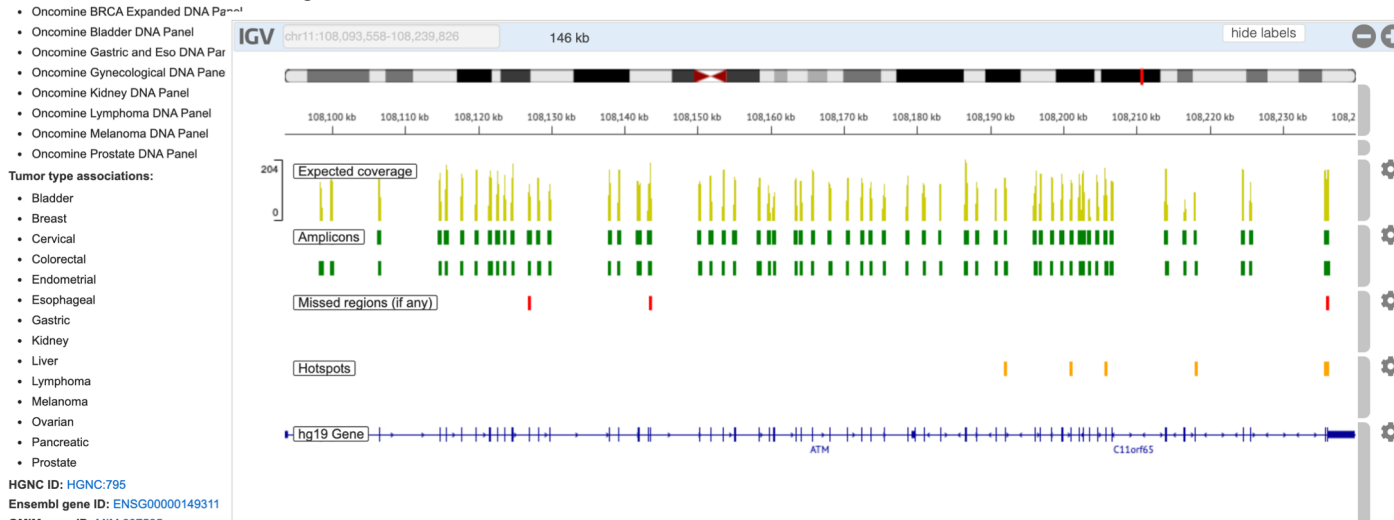 Oncomine BRCA Expanded DNA Panel
Oncomine Bladder DNA Panel
Oncomine Gastric and Eso DNA Par
Oncomine Gynecological DNA Pane
Oncomine Kidney DNA Panel
Oncomine Lymphoma DNA Panel
Oncomine Melanoma DNA Panel
Oncomine Prostate DNA Panel
Tumor type associations:
Bladder
Breast
Cervical
Colorectal
Endometrial
Esophageal
Gastric
Kidney
Liver
Lymphoma
Melanoma
Ovarian
Pancreatic
Prostate
HGNC ID: HGNC:795
Ensembl gene ID: ENSG00000149311
IGV chr11:108,093,558-108,239,826 146 kb hide labels
108,100 kb 108,110 kb 108,120 kb 108,130 kb 108,140 kb 108,150 kb 108,160 kb 108,170 kb 108,180 kb 108,190 kb 108,200 kb 108,210 kb 108,220 kb 108,230 kb 108,2
204 Expected coverage
0
Amplicons
Missed regions (if any)
Hotspots
hg19 Gene
ATM C11orf65